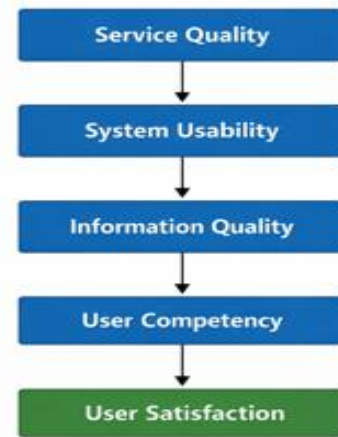 Service Quality
System Usability
Information Quality
User Competency
User Satisfaction